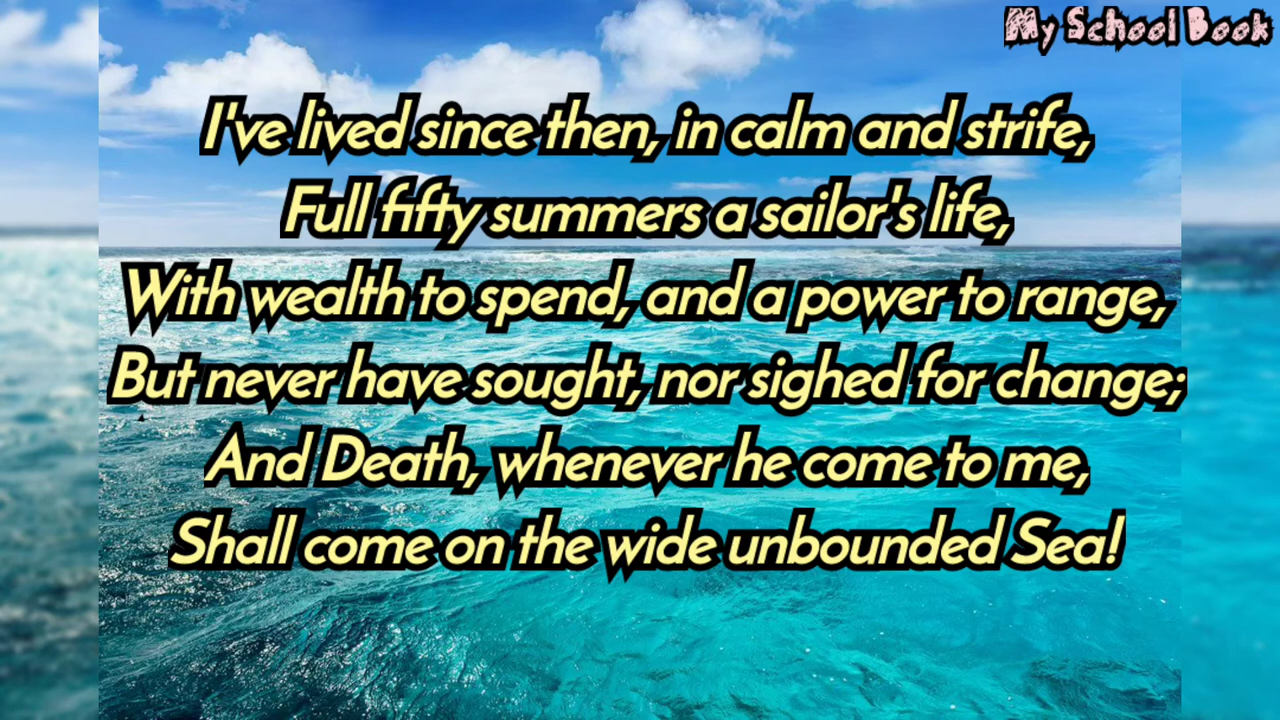 My School Book
I've lived since then, in calm and strife,
Full fifty summers a sailor's life,
With wealth to spend, and a power to range,
But never have sought, nor sighed for change;
And Death, whenever he come to me,
Shall come on the wide unbounded Sea!